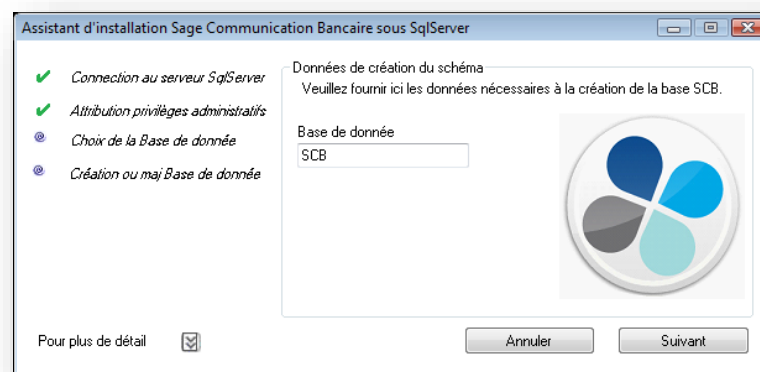 Assistant d'installation Sage Communication Bancaire sous SqlServer
Connection au serveur SqlServer
Attribution privilèges administratifs
Choix de la Base de donnée
Création ou maj Base de donnée
Données de création du schéma
Veuillez fournir ici les données nécessaires à la création de la base SCB.
Base de donnée
SCB
Pour plus de détail
Annuler
Suivant